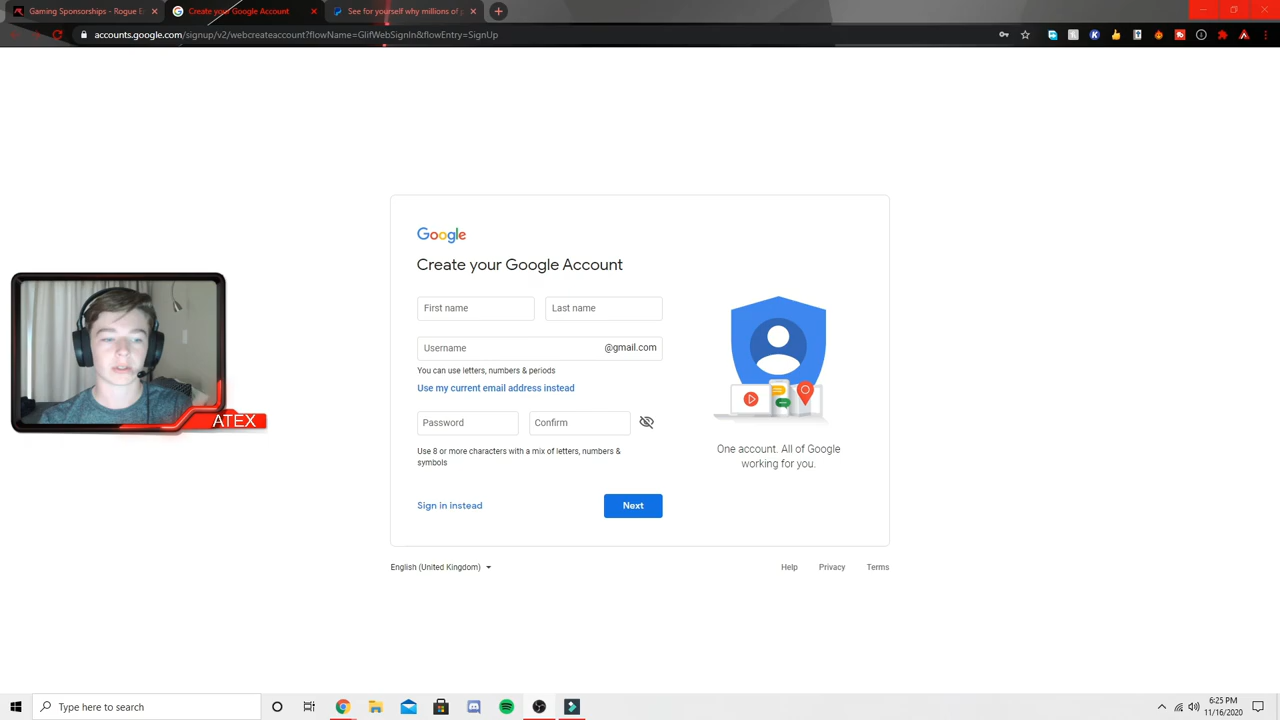 Gaming Sponsorships - Rogue E
Create your Google Account
See for yourself why millions of p
accounts.google.com/signup/v2/webcreateaccount?flowName=GlifWebSignIn&flowEntry=SignUp
Google
Create your Google Account
First name
Last name
Username
@gmail.com
You can use letters, numbers & periods
Use my current email address instead
Password
Confirm
Use 8 or more characters with a mix of letters, numbers &
symbols
One account. All of Google
working for you.
Sign in instead
Next
ATEX
English (United Kingdom)
Help
Privacy
Terms
Type here to search
6:25 PM
11/16/2020